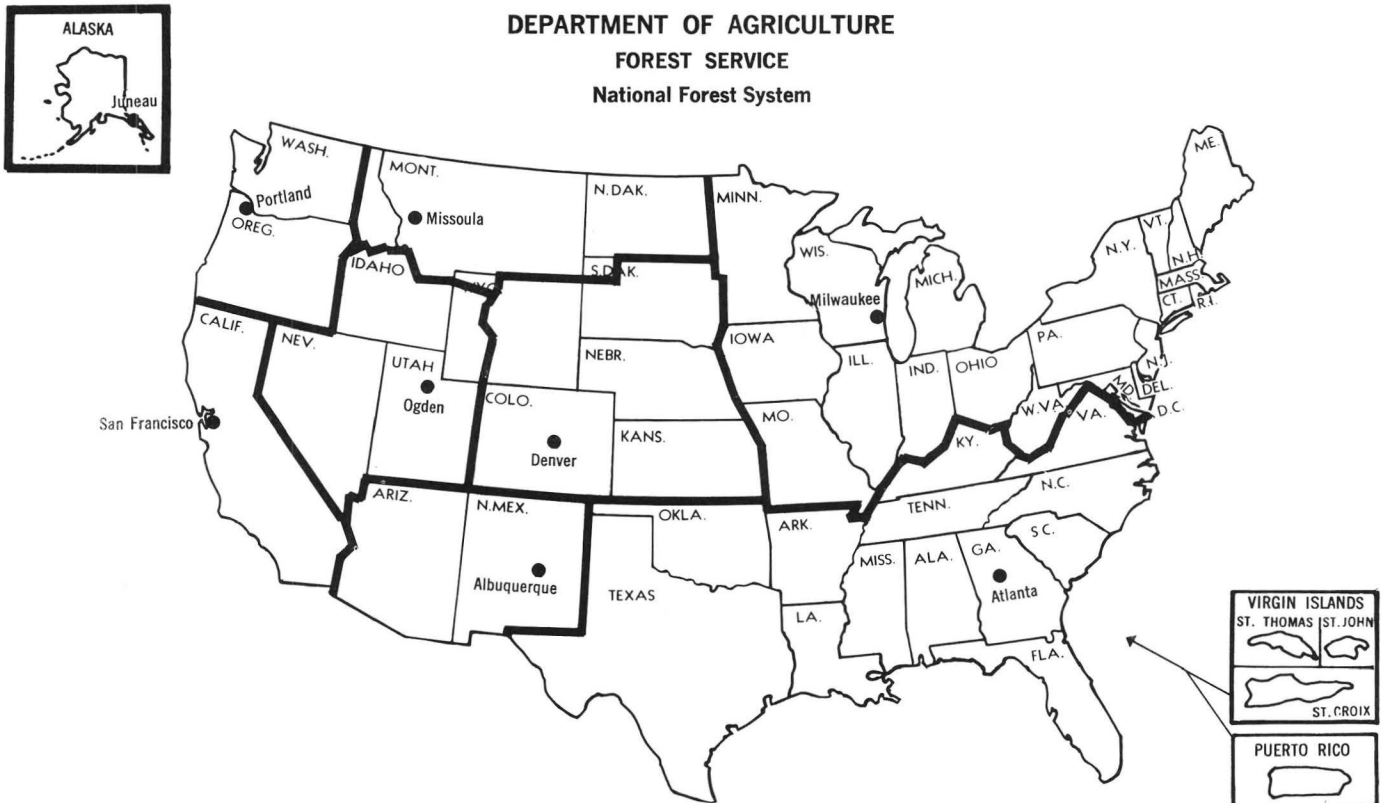 DEPARTMENT OF AGRICULTURE
FOREST SERVICE
National Forest System
ALASKA
Juneau
WASH.
Portland
OREG.
MONT.
Missoula
IDAHO
N.DAK.
S.DAK.
WYO.
MINN.
WIS.
Milwaukee
MICH.
ME.
VT.
N.H.
N.Y.
MASS.
CT.
R.I.
CALIF.
San Francisco
NEV.
UTAH
Ogden
COLO.
Denver
NEBR.
KANS.
IOWA
MO.
ILL.
IND.
OHIO
PA.
N.J.
MD.
DEL.
D.C.
W.VA.
VA.
KY.
ARIZ.
N.MEX.
Albuquerque
OKLA.
TEXAS
ARK.
LA.
TENN.
N.C.
S.C.
MISS.
ALA.
GA.
Atlanta
FLA.
VIRGIN ISLANDS
ST. THOMAS
ST. JOHN
ST. CROIX
PUERTO RICO